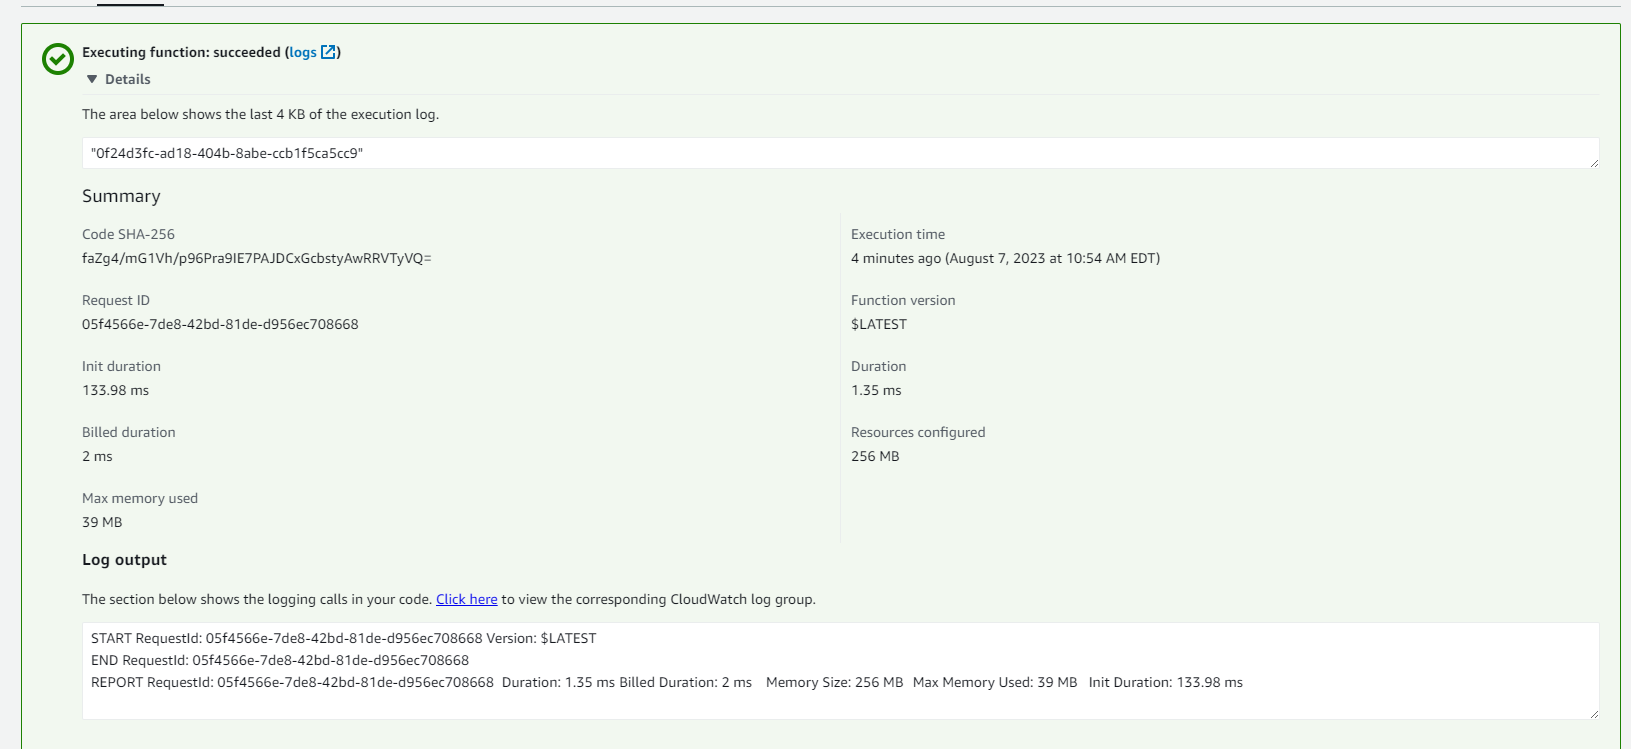 Executing function: succeeded (logs)
Details
The area below shows the last 4 KB of the execution log.
"0f24d3fc-ad18-404b-8abe-ccb1f5ca5cc9"
Summary
Code SHA-256
faZg4/mG1Vh/p96Pra9IE7PAJDCxGcbstyAwRRVTyVQ=
Execution time
4 minutes ago (August 7, 2023 at 10:54 AM EDT)
Request ID
05f4566e-7de8-42bd-81de-d956ec708668
Function version
$LATEST
Init duration
133.98 ms
Duration
1.35 ms
Billed duration
2 ms
Resources configured
256 MB
Max memory used
39 MB
Log output
The section below shows the logging calls in your code. Click here to view the corresponding CloudWatch log group.
START RequestId: 05f4566e-7de8-42bd-81de-d956ec708668 Version: $LATEST
END RequestId: 05f4566e-7de8-42bd-81de-d956ec708668
REPORT RequestId: 05f4566e-7de8-42bd-81de-d956ec708668 Duration: 1.35 ms Billed Duration: 2 ms Memory Size: 256 MB Max Memory Used: 39 MB Init Duration: 133.98 ms